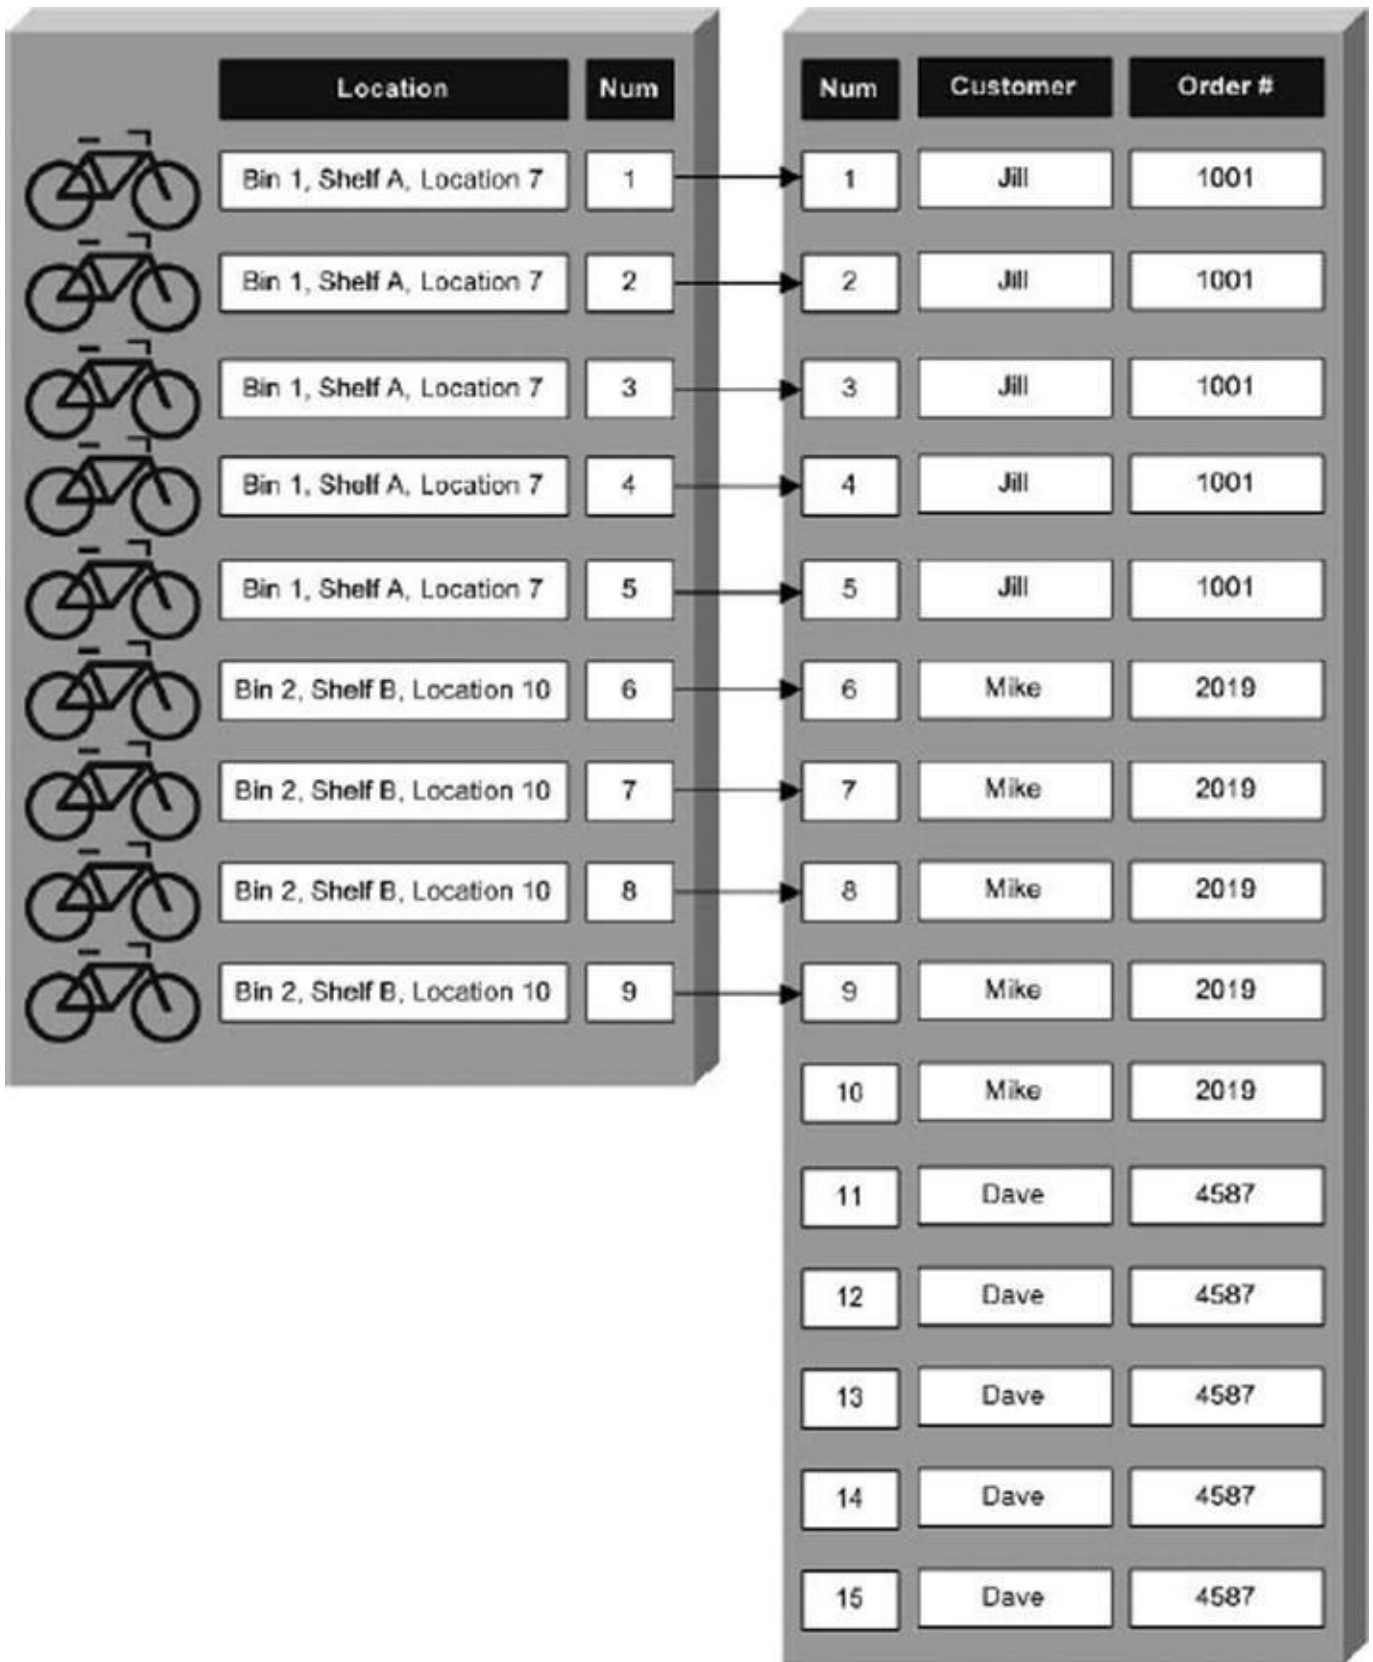 Location Num Num Customer Order #
Bin 1, Shelf A, Location 7 1 1 Jill 1001
Bin 1, Shelf A, Location 7 2 2 Jill 1001
Bin 1, Shelf A, Location 7 3 3 Jill 1001
Bin 1, Shelf A, Location 7 4 4 Jill 1001
Bin 1, Shelf A, Location 7 5 5 Jill 1001
Bin 2, Shelf B, Location 10 6 6 Mike 2019
Bin 2, Shelf B, Location 10 7 7 Mike 2019
Bin 2, Shelf B, Location 10 8 8 Mike 2019
Bin 2, Shelf B, Location 10 9 9 Mike 2019
10 Mike 2019
11 Dave 4587
12 Dave 4587
13 Dave 4587
14 Dave 4587
15 Dave 4587